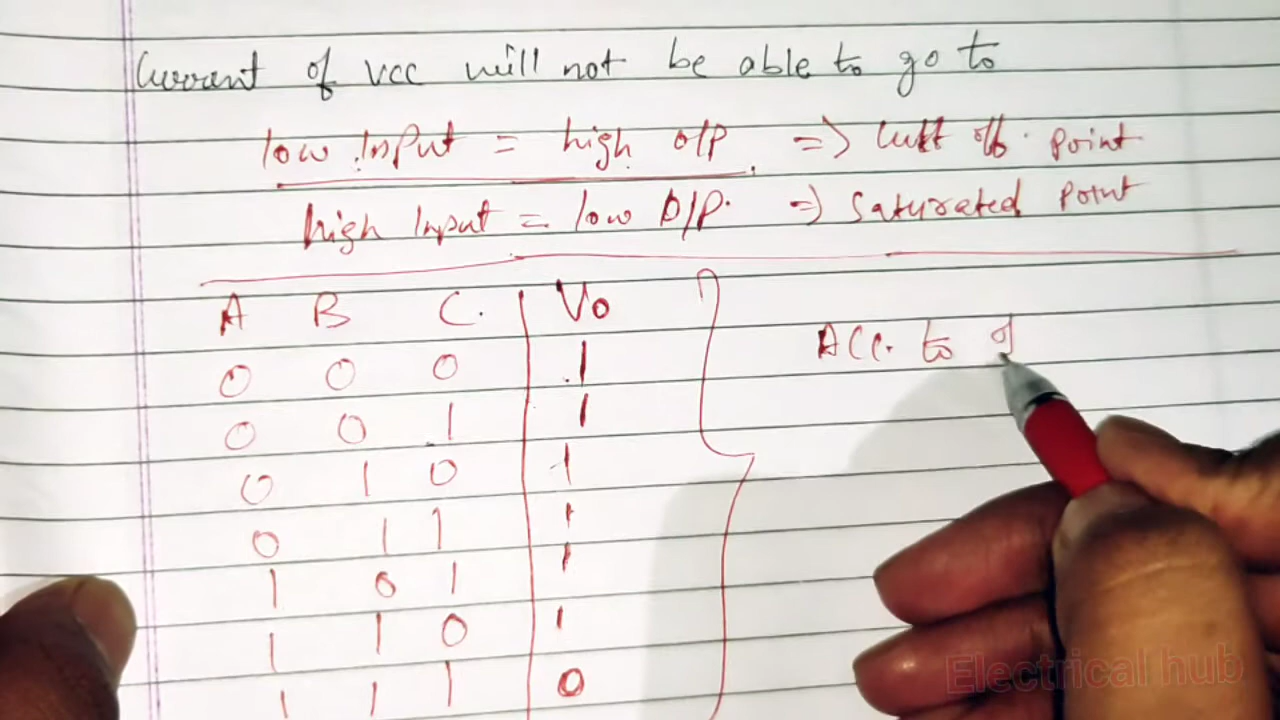 Current of Vcc will not be able to go to
low Input = high O/P => Cutt off Point
high Input = low O/P. => Saturated Point
A B C. Vo
0 0 0 1
0 0 1 1
0 1 0 1
0 1 1 1
1 0 1 1
1 1 0 1
1 1 1 0
Acc. to
Electrical hub